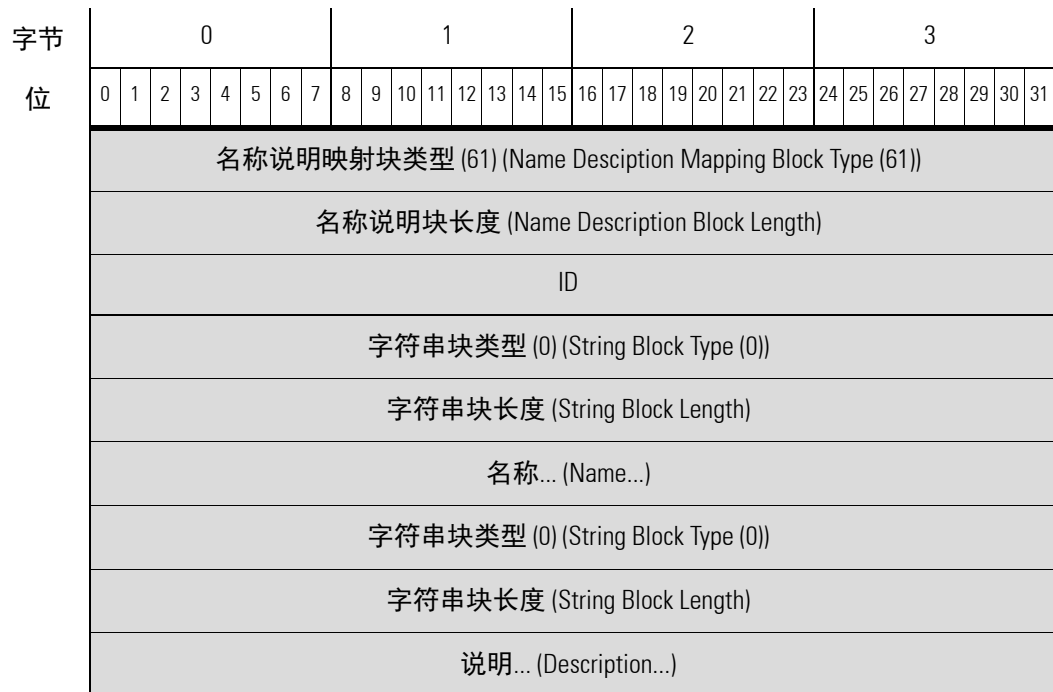 字节 0 1 2 3
位 0 1 2 3 4 5 6 7 8 9 10 11 12 13 14 15 16 17 18 19 20 21 22 23 24 25 26 27 28 29 30 31
名称说明映射块类型 (61) (Name Desciption Mapping Block Type (61))
名称说明块长度 (Name Description Block Length)
ID
字符串块类型 (0) (String Block Type (0))
字符串块长度 (String Block Length)
名称... (Name...)
字符串块类型 (0) (String Block Type (0))
字符串块长度 (String Block Length)
说明... (Description...)